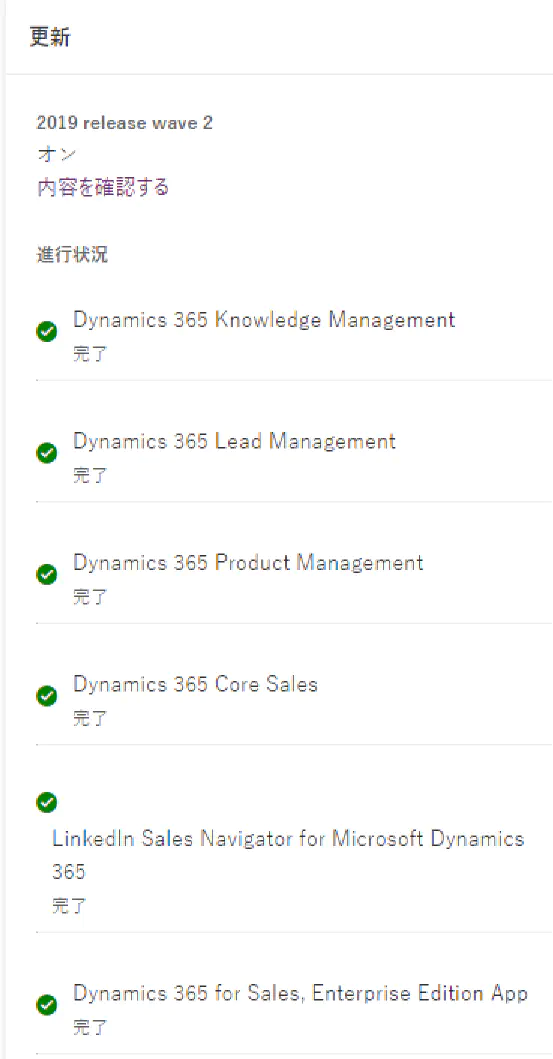 更新
2019 release wave 2
オン
内容を確認する
進行状況
Dynamics 365 Knowledge Management
完了
Dynamics 365 Lead Management
完了
Dynamics 365 Product Management
完了
Dynamics 365 Core Sales
完了
LinkedIn Sales Navigator for Microsoft Dynamics
365
完了
Dynamics 365 for Sales, Enterprise Edition App
完了